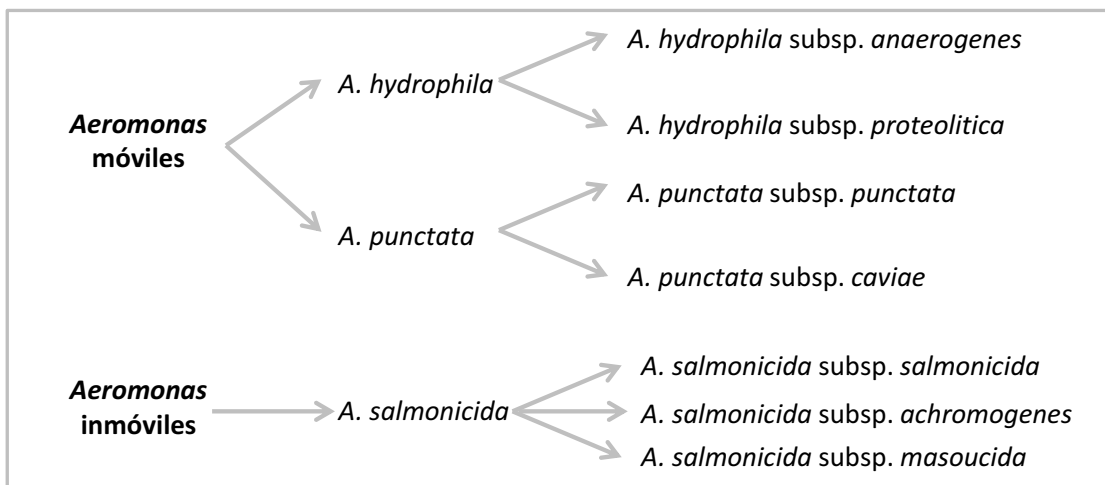 A. hydrophila subsp. anaerogenes
A. hydrophila
A. hydrophila subsp. proteolitica
Aeromonas
móviles
A. punctata subsp. punctata
A. punctata
A. punctata subsp. caviae
A. salmonicida subsp. salmonicida
Aeromonas
inmóviles
A. salmonicida
A. salmonicida subsp. achromogenes
A. salmonicida subsp. masoucida